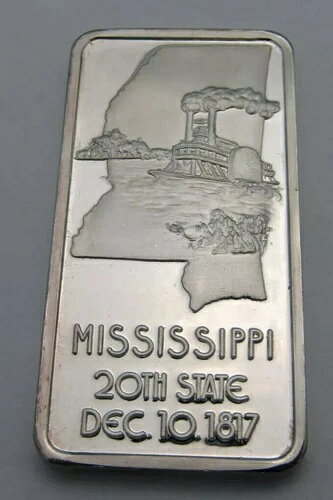 MISSISSIPPI
20TH STATE
DEC. 10. 1817